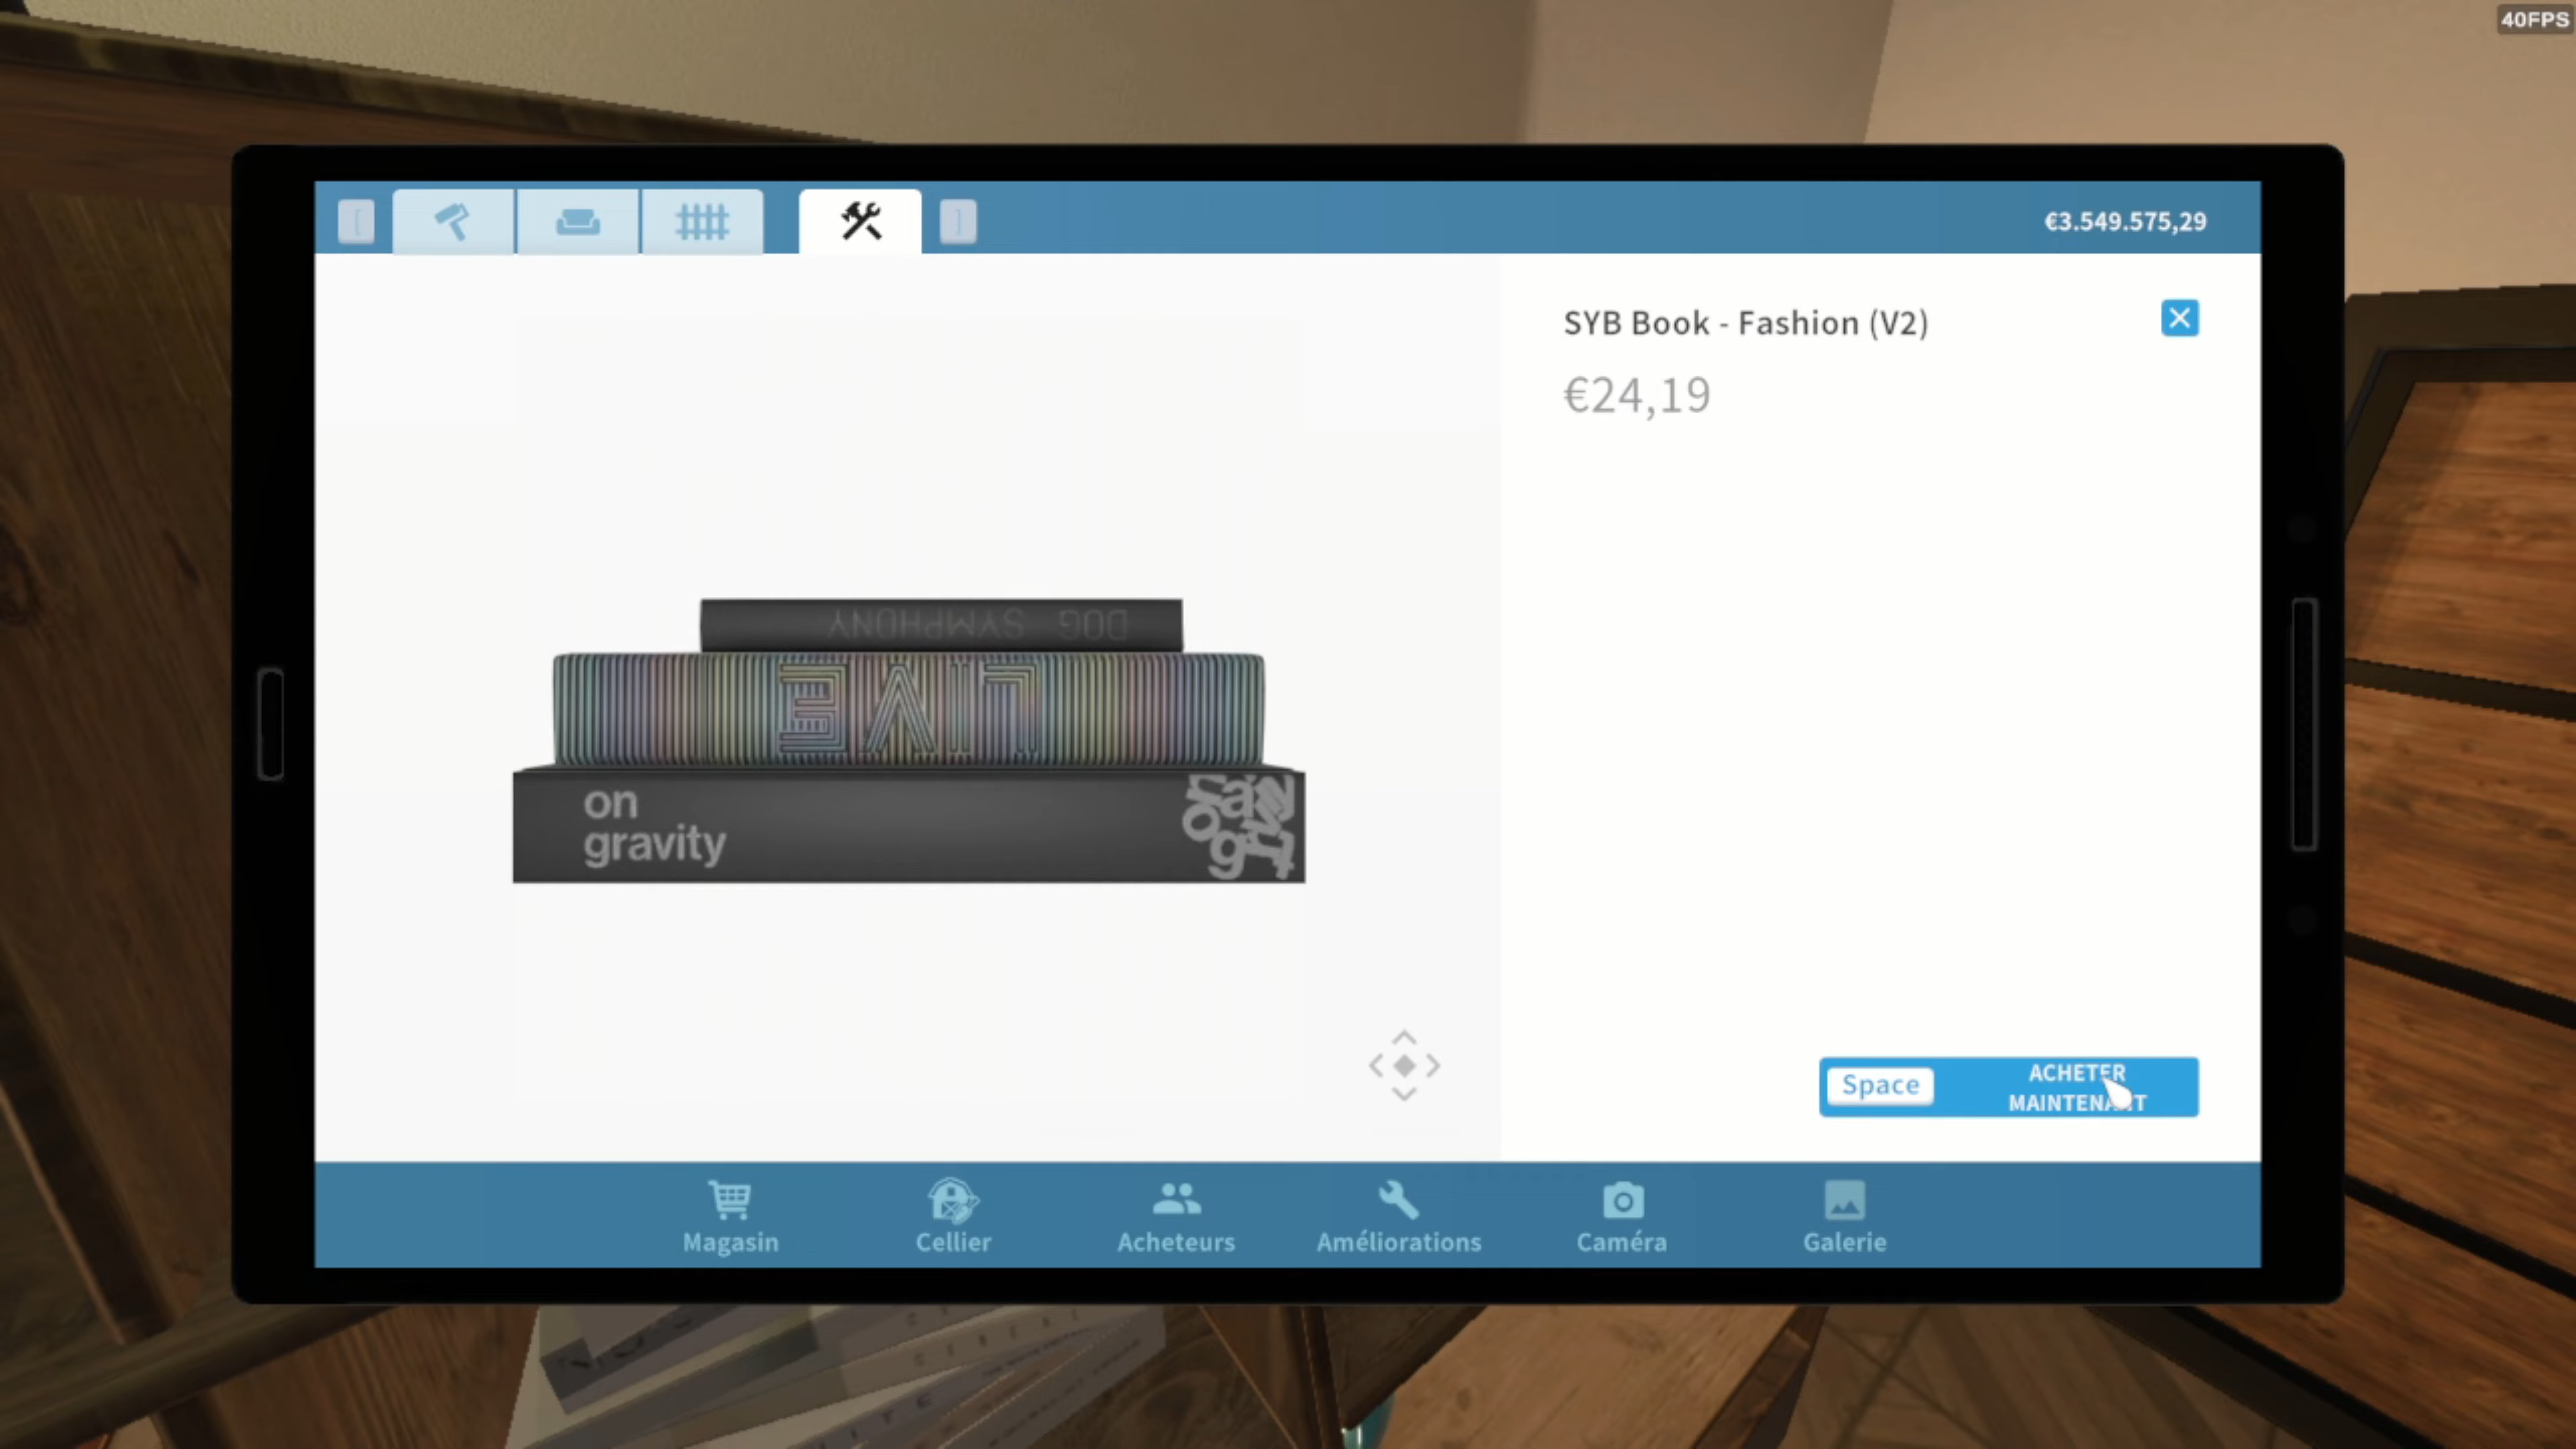 40FPS
[
]
€3.549.575,29
SYB Book - Fashion (V2)
€24,19
DOG SYMPHONY
LIVE
on
gravity
Space
ACHETER
MAINTENANT
Magasin
Cellier
Acheteurs
Améliorations
Caméra
Galerie